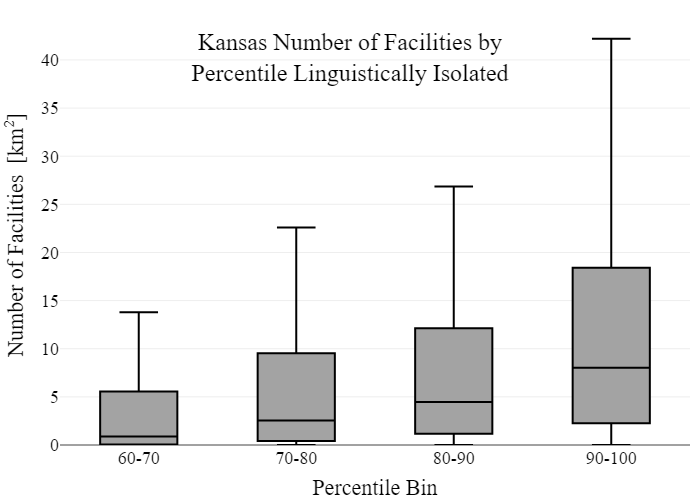 Kansas Number of Facilities by
Percentile Linguistically Isolated
Number of Facilities [km²]
40
35
30
25
20
15
10
5
0
60-70 70-80 80-90 90-100
Percentile Bin